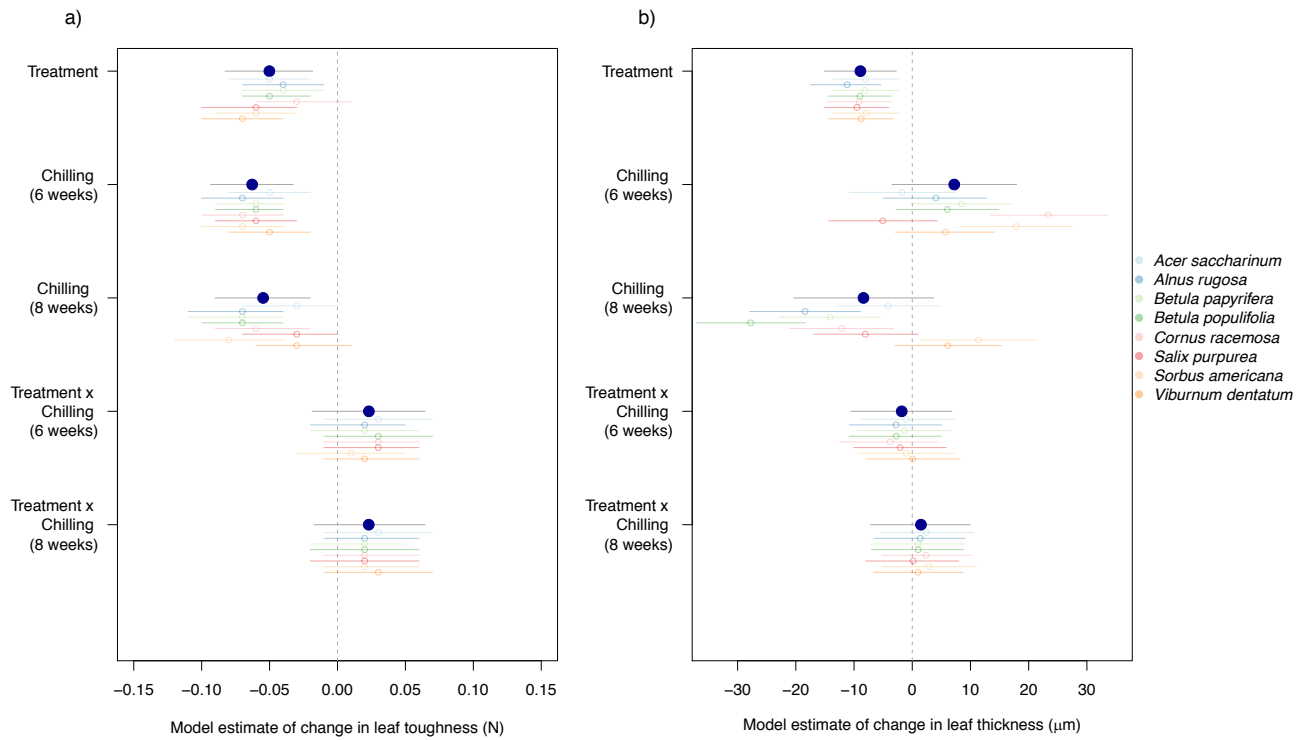 a)
Treatment
Chilling
(6 weeks)
Chilling
(8 weeks)
Treatment x
Chilling
(6 weeks)
Treatment x
Chilling
(8 weeks)
−0.15 −0.10 −0.05 0.00 0.05 0.10 0.15
Model estimate of change in leaf toughness (N)
b)
Treatment
Chilling
(6 weeks)
Chilling
(8 weeks)
Treatment x
Chilling
(6 weeks)
Treatment x
Chilling
(8 weeks)
−30 −20 −10 0 10 20 30
Model estimate of change in leaf thickness (μm)
Acer saccharinum
Alnus rugosa
Betula papyrifera
Betula populifolia
Cornus racemosa
Salix purpurea
Sorbus americana
Viburnum dentatum